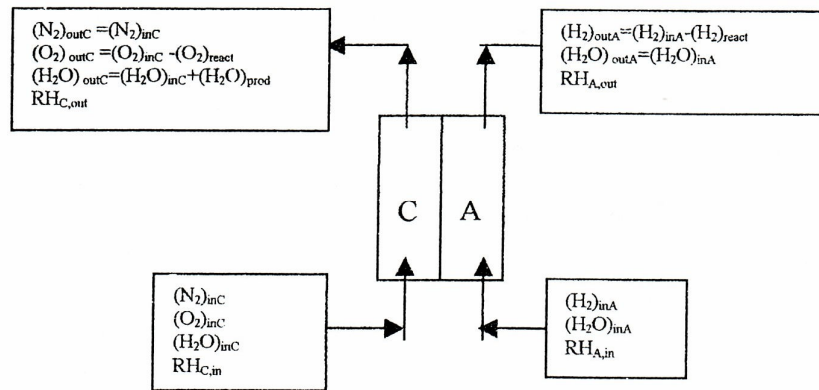 (N₂)outC =(N₂)inC
(O₂) outC =(O₂)inC -(O₂)react
(H₂O) outC=(H₂O)inC+(H₂O)prod
RHC,out
(H₂)outA=(H₂)inA-(H₂)react
(H₂O) outA=(H₂O)inA
RHA,out
C A
(N₂)inC
(O₂)inC
(H₂O)inC
RHC,in
(H₂)inA
(H₂O)inA
RHA,in